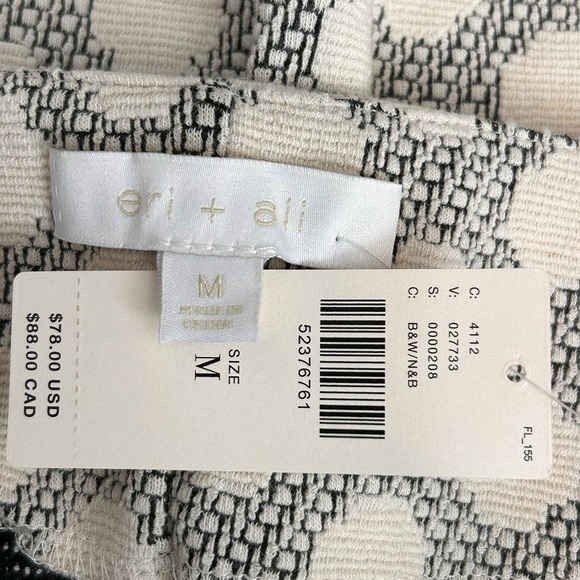 eri + ali
M
MADE IN
CHINA
$78.00 USD
$88.00 CAD
SIZE
M
52376761
C: 4112
V: 027733
S: 0000208
C: B&W/N&B
FL_155